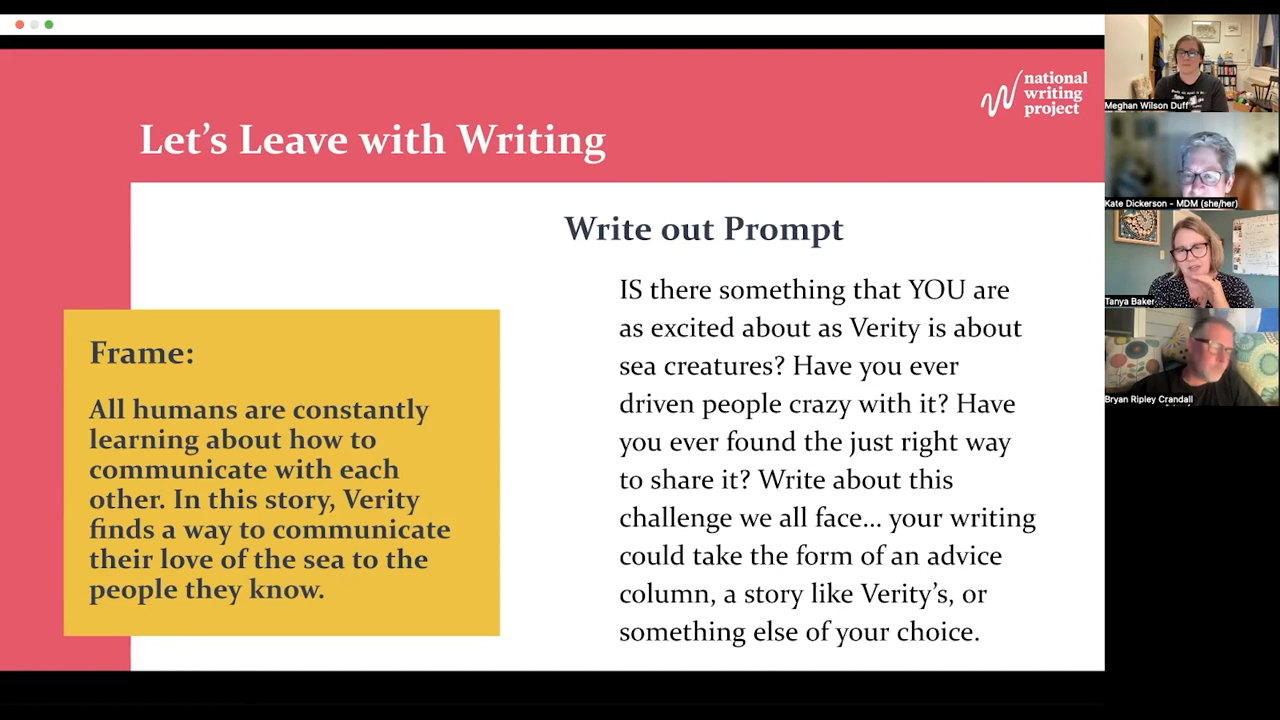 national
writing
project
Let's Leave with Writing
Write out Prompt
Frame:
All humans are constantly
learning about how to
communicate with each
other. In this story, Verity
finds a way to communicate
their love of the sea to the
people they know.
IS there something that YOU are
as excited about as Verity is about
sea creatures? Have you ever
driven people crazy with it? Have
you ever found the just right way
to share it? Write about this
challenge we all face... your writing
could take the form of an advice
column, a story like Verity's, or
something else of your choice.
Meghan Wilson Duff
Kate Dickerson - MDM (she/her)
Tanya Baker
Bryan Ripley Crandall